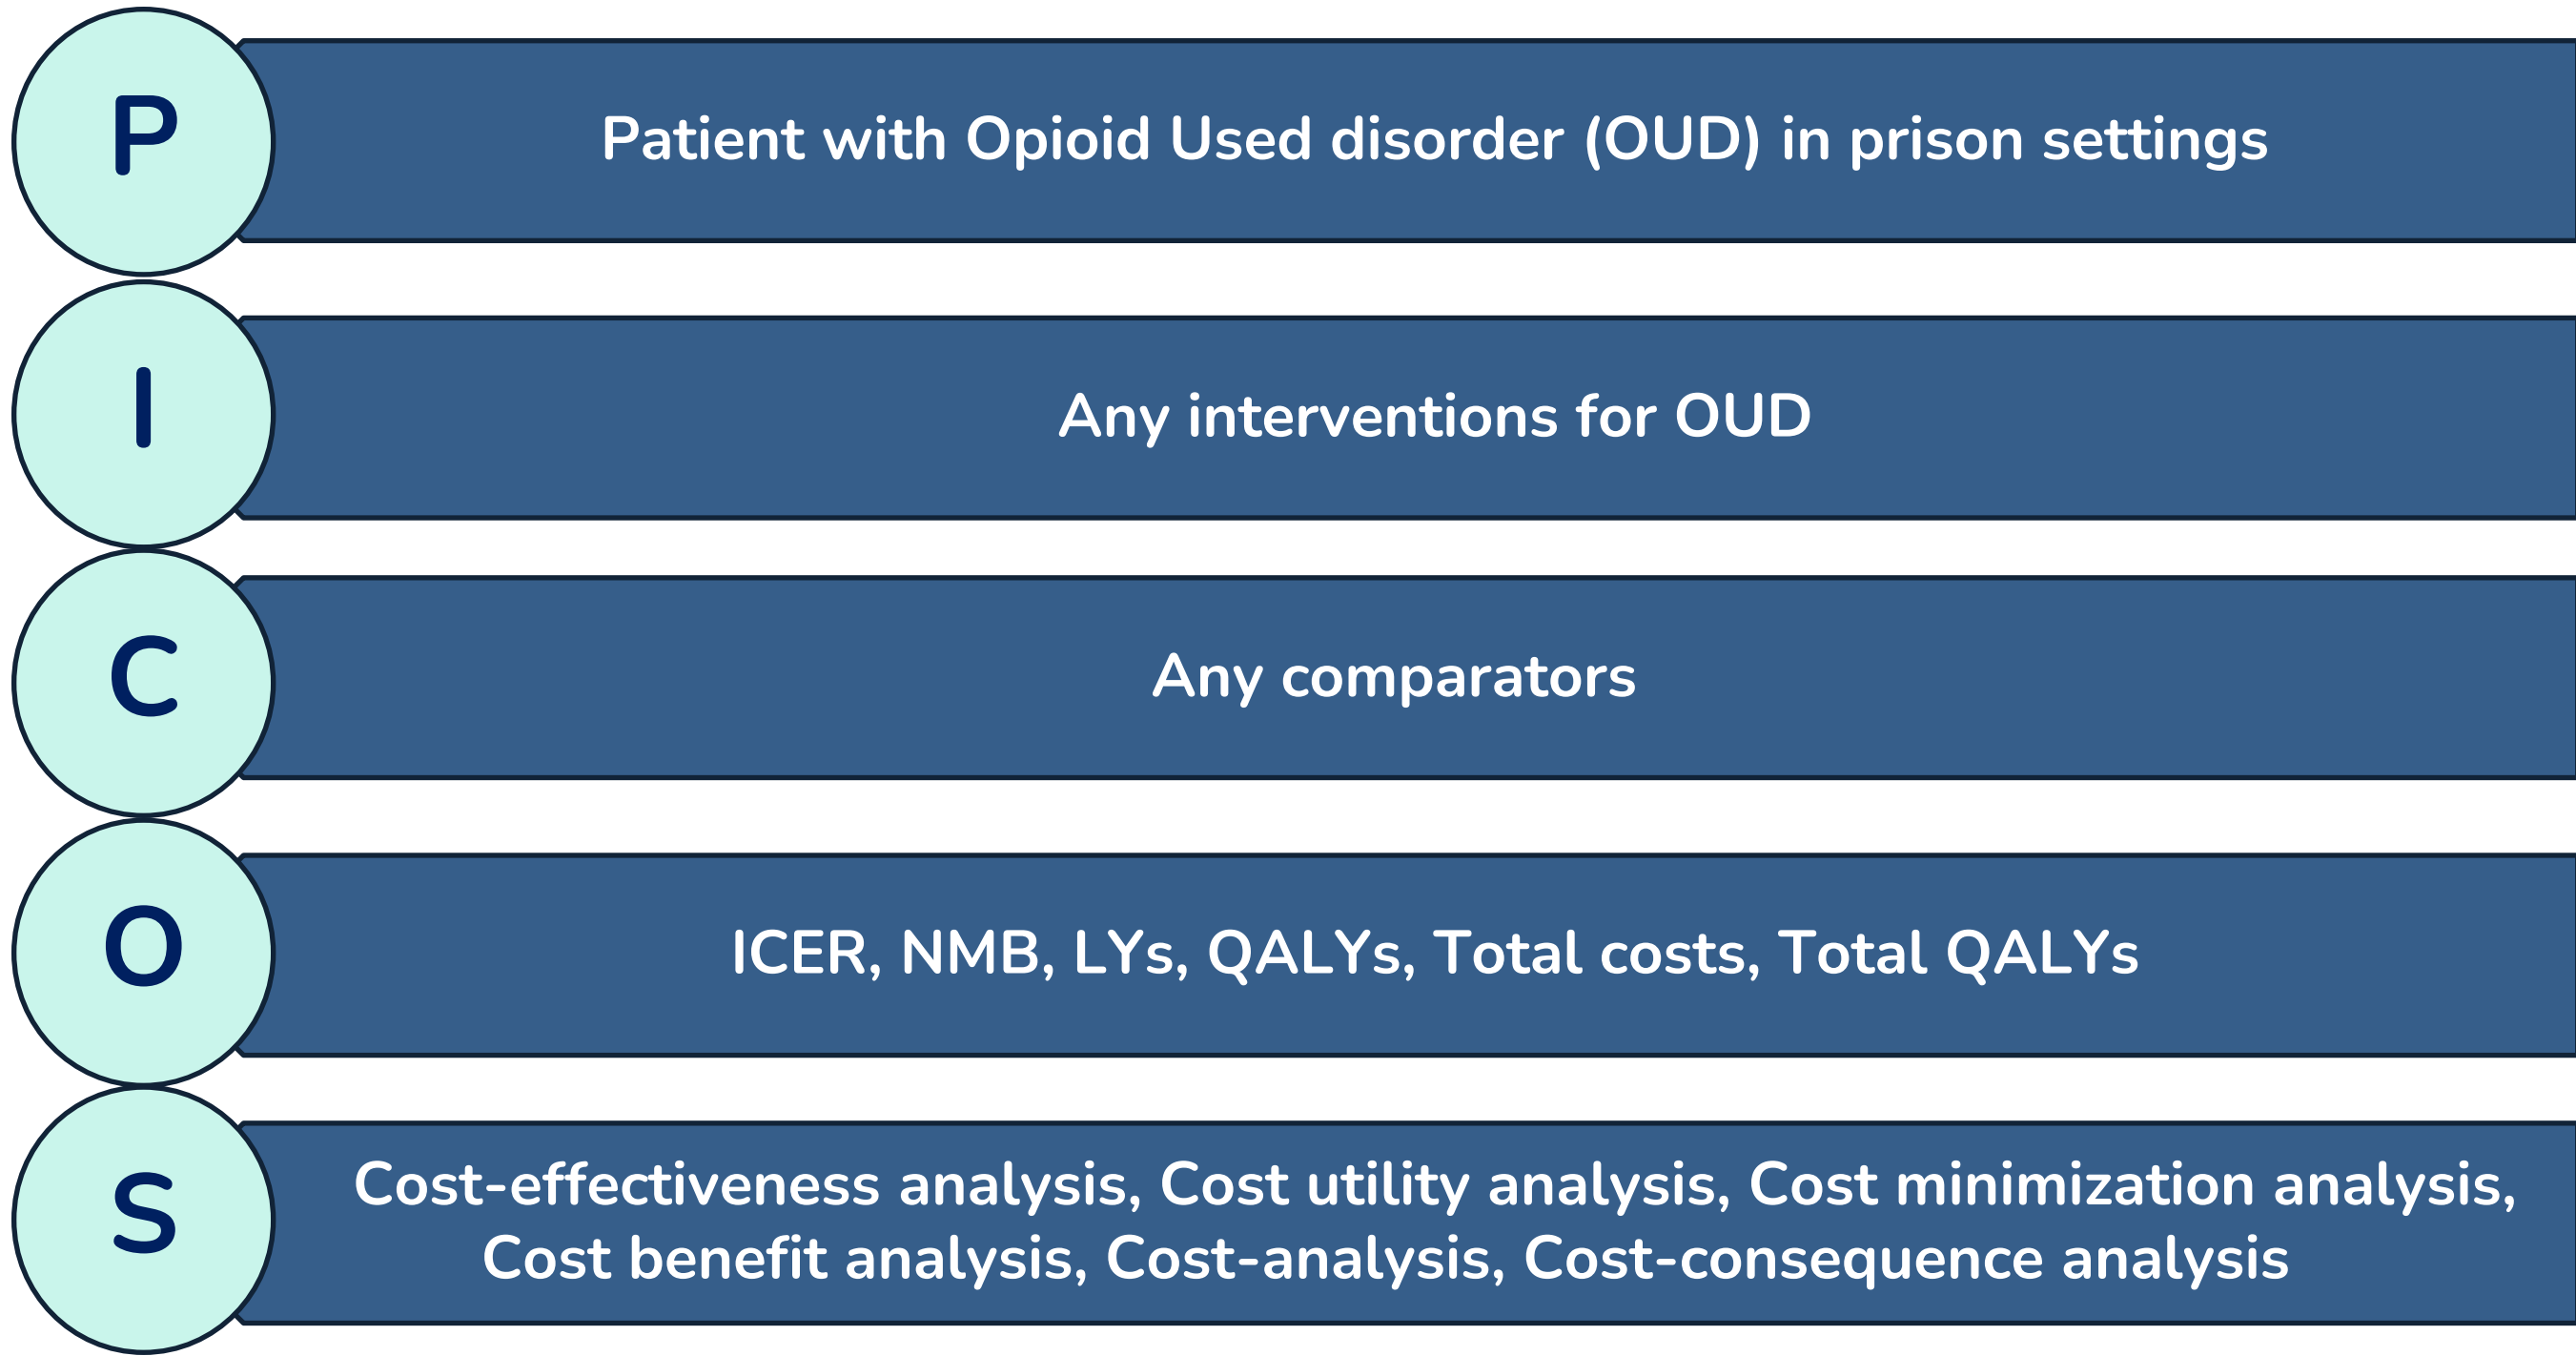 P
Patient with Opioid Used disorder (OUD) in prison settings
I
Any interventions for OUD
C
Any comparators
O
ICER, NMB, LYs, QALYs, Total costs, Total QALYs
S
Cost-effectiveness analysis, Cost utility analysis, Cost minimization analysis,
Cost benefit analysis, Cost-analysis, Cost-consequence analysis